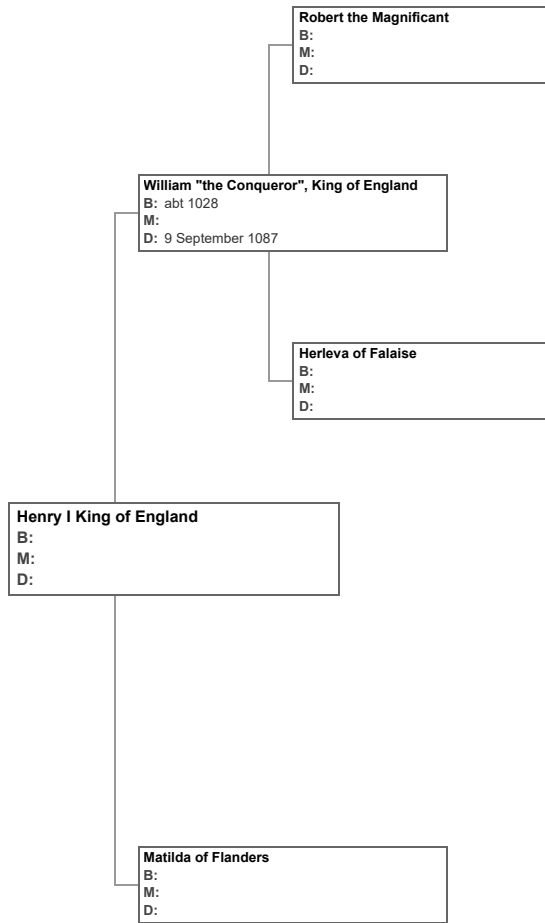 Robert the Magnificant
B:
M:
D:
William "the Conqueror", King of England
B: abt 1028
M:
D: 9 September 1087
Herleva of Falaise
B:
M:
D:
Henry I King of England
B:
M:
D:
Matilda of Flanders
B:
M:
D: